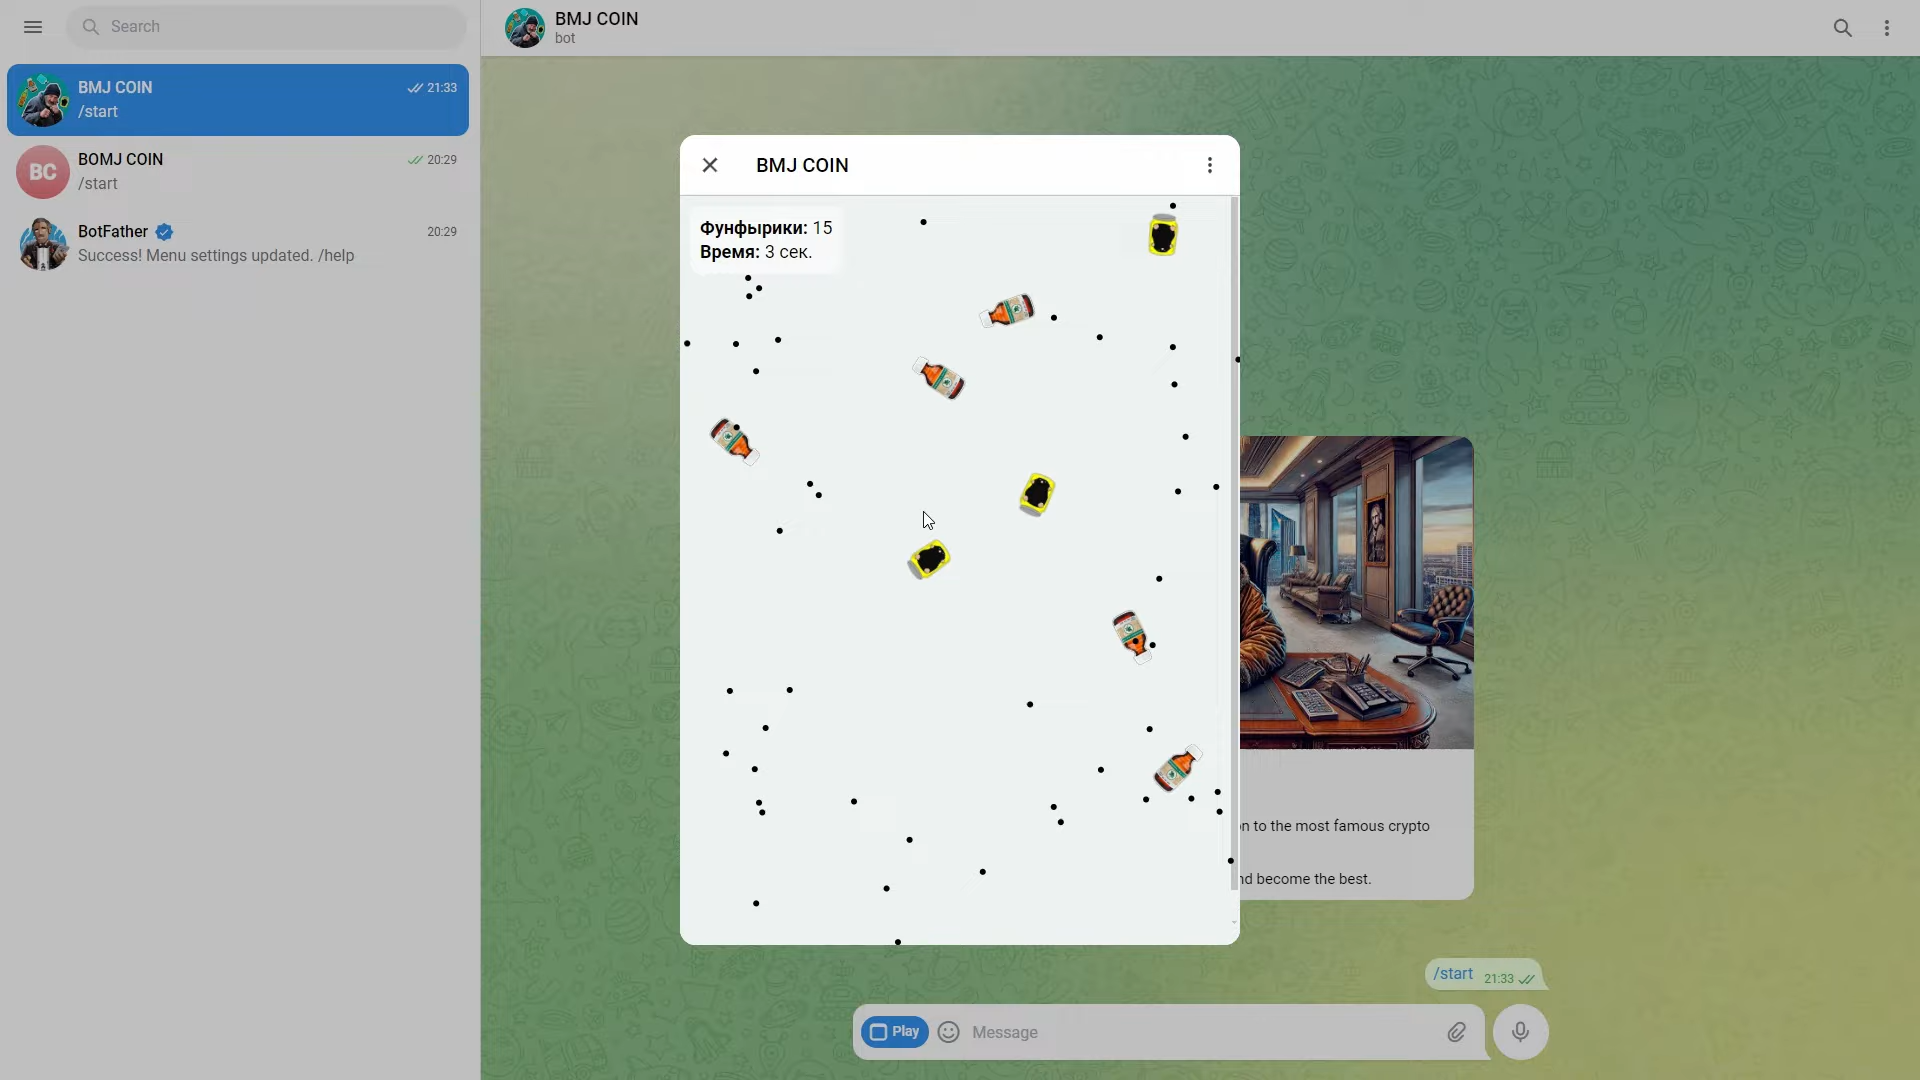 Search
BMJ COIN
21:33
/start
BC
BOMJ COIN
20:29
/start
BotFather
20:29
Success! Menu settings updated. /help
BMJ COIN
bot
BMJ COIN
Фунфырики: 15
Время: 3 сек.
to the most famous crypto
become the best.
/start
21:33
Play
Message